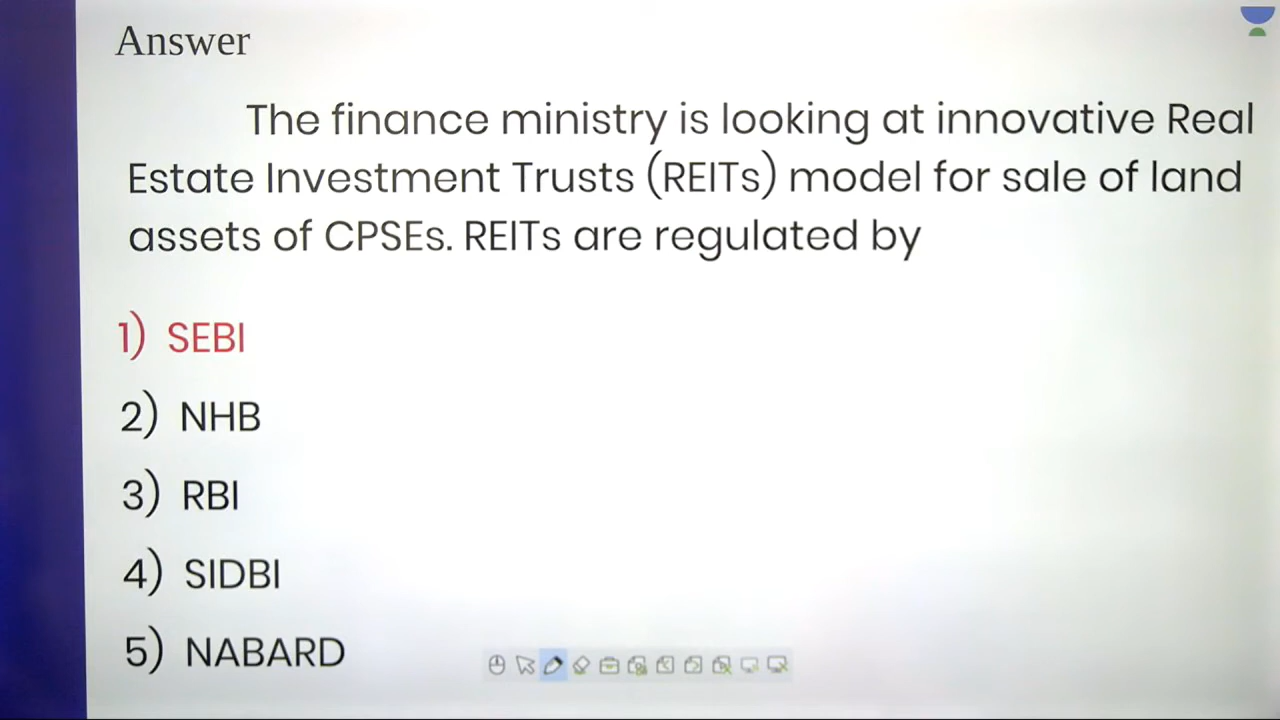 Answer
The finance ministry is looking at innovative Real
Estate Investment Trusts (REITs) model for sale of land
assets of CPSEs. REITs are regulated by
1) SEBI
2) NHB
3) RBI
4) SIDBI
5) NABARD